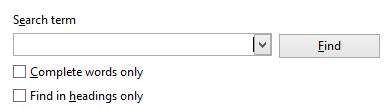 Search term
Find
Complete words only
Find in headings only